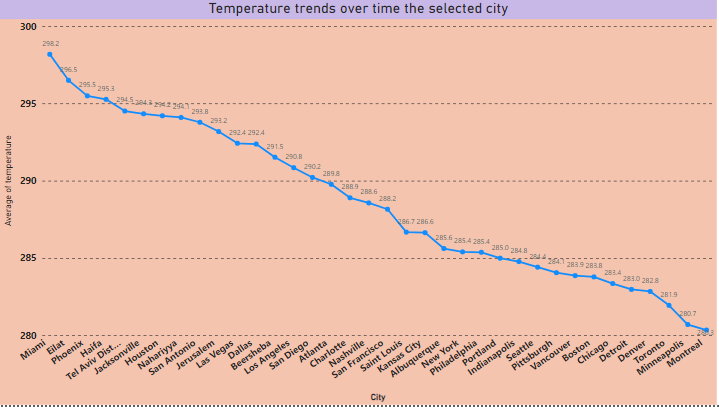 Temperature trends over time the selected city
300
295
290
285
280
Average of temperature
298.2
296.5
295.5
295.3
294.5
294.3
294.2
294.1
293.8
293.2
292.4
292.4
291.5
290.8
290.2
289.8
288.9
288.6
288.2
286.7
286.6
285.6
285.4
285.4
285.0
284.8
284.4
284.1
283.9
283.8
283.4
283.0
282.8
281.9
280.7
Miami
Eilat
Phoenix
Haifa
Tel Aviv Dist...
Jacksonville
Houston
Nahariyya
San Antonio
Jerusalem
Las Vegas
Dallas
Beersheba
Los Angeles
San Diego
Atlanta
Charlotte
Nashville
San Francisco
Saint Louis
Kansas City
Albuquerque
New York
Philadelphia
Portland
Indianapolis
Seattle
Pittsburgh
Vancouver
Boston
Chicago
Detroit
Denver
Toronto
Minneapolis
Montreal
City